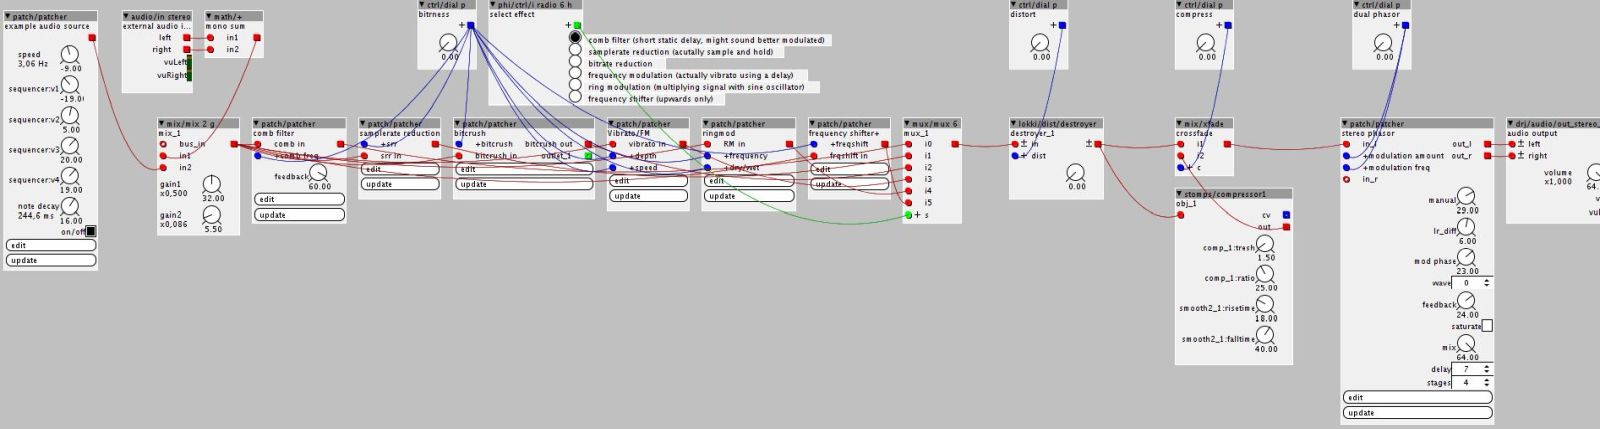 patch/patcher
example audio source
speed
3,06 Hz
-9.00
sequencer:v1
-19.0
sequencer:v2
5.00
sequencer:v3
20.00
sequencer:v4
19.00
note decay
244,6 ms
16.00
on/off
edit
update
audio/in stereo
external audio i...
left
right
vuLeft
vuRight
math/+
mono sum
in1
in2
mix/mix 2 g
mix_1
bus_in
in1
in2
gain1
x0,500
32.00
gain2
x0,086
5.50
patch/patcher
comb filter
comb in
+comb freq
feedback
60.00
edit
update
ctrl/dial p
bitrness
+
0.00
phi/ctrl/i radio 6 h
select effect
+
comb filter (short static delay, might sound better modulated)
samplerate reduction (acutally sample and hold)
bitrate reduction
frequency modulation (actually vibrato using a delay)
ring modulation (multiplying signal with sine oscillator)
frequency shifter (upwards only)
patch/patcher
samplerate reduction
+srr
srr in
edit
update
patch/patcher
bitcrush
+bitcrush
bitcrush out
bitcrush in
outlet_1
edit
update
patch/patcher
Vibrato/FM
vibrato in
+depth
+speed
edit
update
patch/patcher
ringmod
RM in
+frequency
+dry/wet
edit
update
patch/patcher
frequency shifter+
+freqshift
freqshift in
edit
update
mux/mux 6
mux_1
i0
i1
i2
i3
i4
i5
+ s
ctrl/dial p
distort
+
0.00
lokki/dist/destroyer
destroyer_1
± in
±
+ dist
0.00
ctrl/dial p
compress
+
0.00
mix/xfade
crossfade
i1
i2
+ c
stomps/compressor1
obj_1
cv
out
comp_1:tresh
1.50
comp_1:ratio
25.00
smooth2_1:risetime
18.00
smooth2_1:falltime
40.00
ctrl/dial p
dual phasor
+
0.00
patch/patcher
stereo phasor
in_l
out_l
+modulation amount
out_r
+modulation freq
in_r
manual
29.00
lr_diff
6.00
mod phase
23.00
wave
0
feedback
24.00
saturate
mix
64.00
delay
7
stages
4
edit
update
drj/audio/out_stereo_
audio output
± left
± right
volume
x1,000
64.